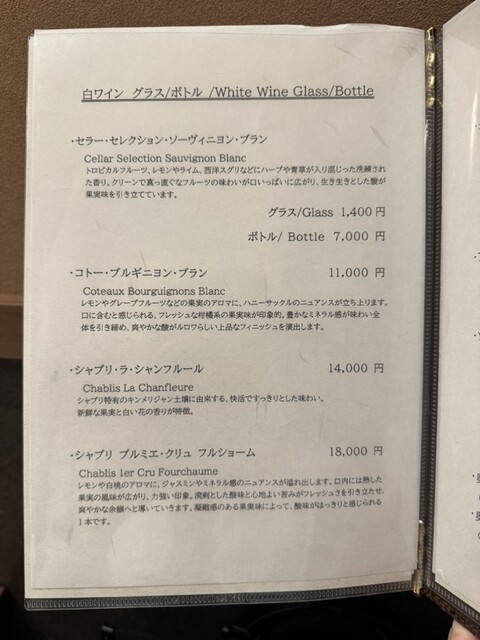 白ワイン グラス/ボトル /White Wine Glass/Bottle
・セラー・セレクション・ソーヴィニヨン・ブラン
Cellar Selection Sauvignon Blanc
トロピカルフルーツ、レモンやライム、西洋スグリなどにハーブや青草が入り混じった洗練され
た香り。クリーンで真っ直ぐなフルーツの味わいが口いっぱいに広がり、生き生きとした酸が
果実味を引き立てています。
グラス/Glass 1,400 円
ボトル/ Bottle 7,000 円
・コトー・ブルギニヨン・ブラン 11,000 円
Coteaux Bourguignons Blanc
レモンやグレープフルーツなどの果実のアロマに、ハニーサックルのニュアンスが立ち上ります。
口に含むと感じられる、フレッシュな柑橘系の果実味が印象的。豊かなミネラル感が味わい全
体を引き締め、爽やかな酸がルロワらしい上品なフィニッシュを演出します。
・シャブリ・ラ・シャンフルール 14,000 円
Chablis La Chanfleure
シャブリ特有のキンメリジャン土壌に由来する、快活ですっきりとした味わい。
新鮮な果実と白い花の香りが特徴。
・シャブリ プルミエ・クリュ フルショーム 18,000 円
Chablis 1er Cru Fourchaume
レモンや白桃のアロマに、ジャスミンやミネラル感のニュアンスが溢れ出します。口内には熟した
果実の風味が広がり、力強い印象。溌剌とした酸味と心地よい苦みがフレッシュさを引き立たせ、
爽やかな余韻へと導いていきます。凝縮感のある果実味によって、酸味がはっきりと感じられる
1本です。